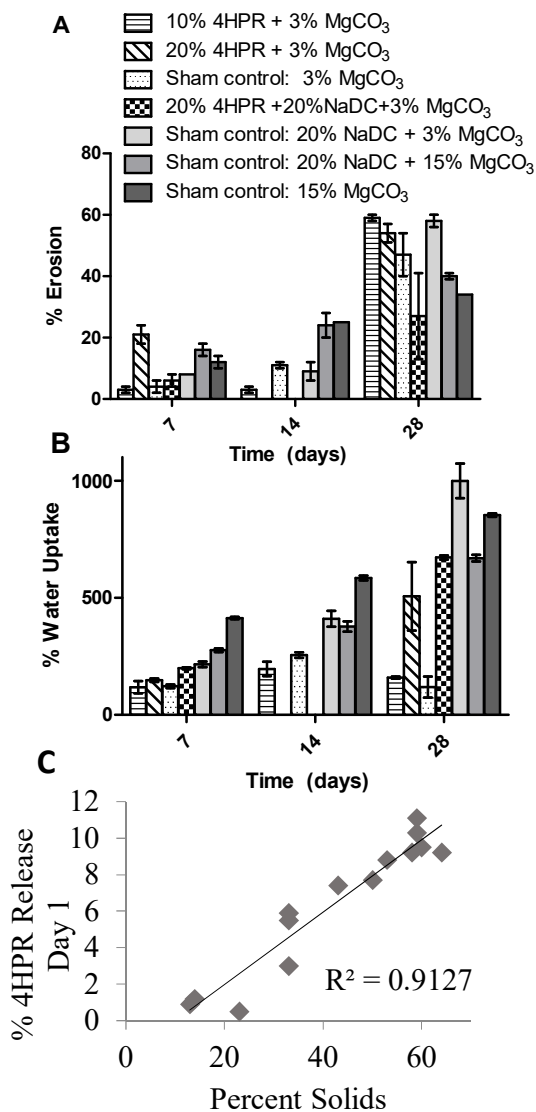 A
10% 4HPR + 3% MgCO₃
20% 4HPR + 3% MgCO₃
Sham control: 3% MgCO₃
20% 4HPR +20%NaDC+3% MgCO₃
Sham control: 20% NaDC + 3% MgCO₃
Sham control: 20% NaDC + 15% MgCO₃
Sham control: 15% MgCO₃
80
60
40
20
0
% Erosion
7
14
28
Time (days)
B
1000
500
0
% Water Uptake
7
14
28
Time (days)
C
12
10
8
6
4
2
0
% 4HPR Release
Day 1
R² = 0.9127
0
20
40
60
Percent Solids